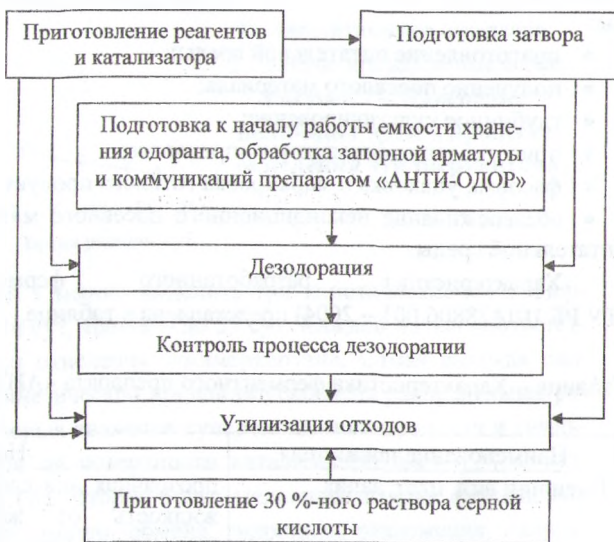 Приготовление реагентов
и катализатора
Подготовка затвора
Подготовка к началу работы емкости хране-
ния одоранта, обработка запорной арматуры
и коммуникаций препаратом «АНТИ-ОДОР»
Дезодорация
Контроль процесса дезодорации
Утилизация отходов
Приготовление 30 %-ного раствора серной
кислоты